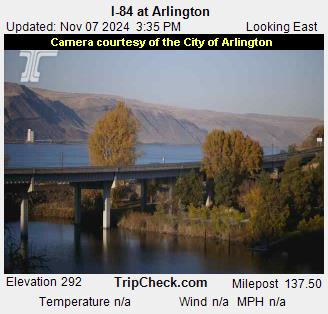 I-84 at Arlington
Updated: Nov 07 2024 3:35 PM Looking East
Camera courtesy of the City of Arlington
Elevation 292 TripCheck.com Milepost 137.50
Temperature n/a Wind n/a MPH n/a